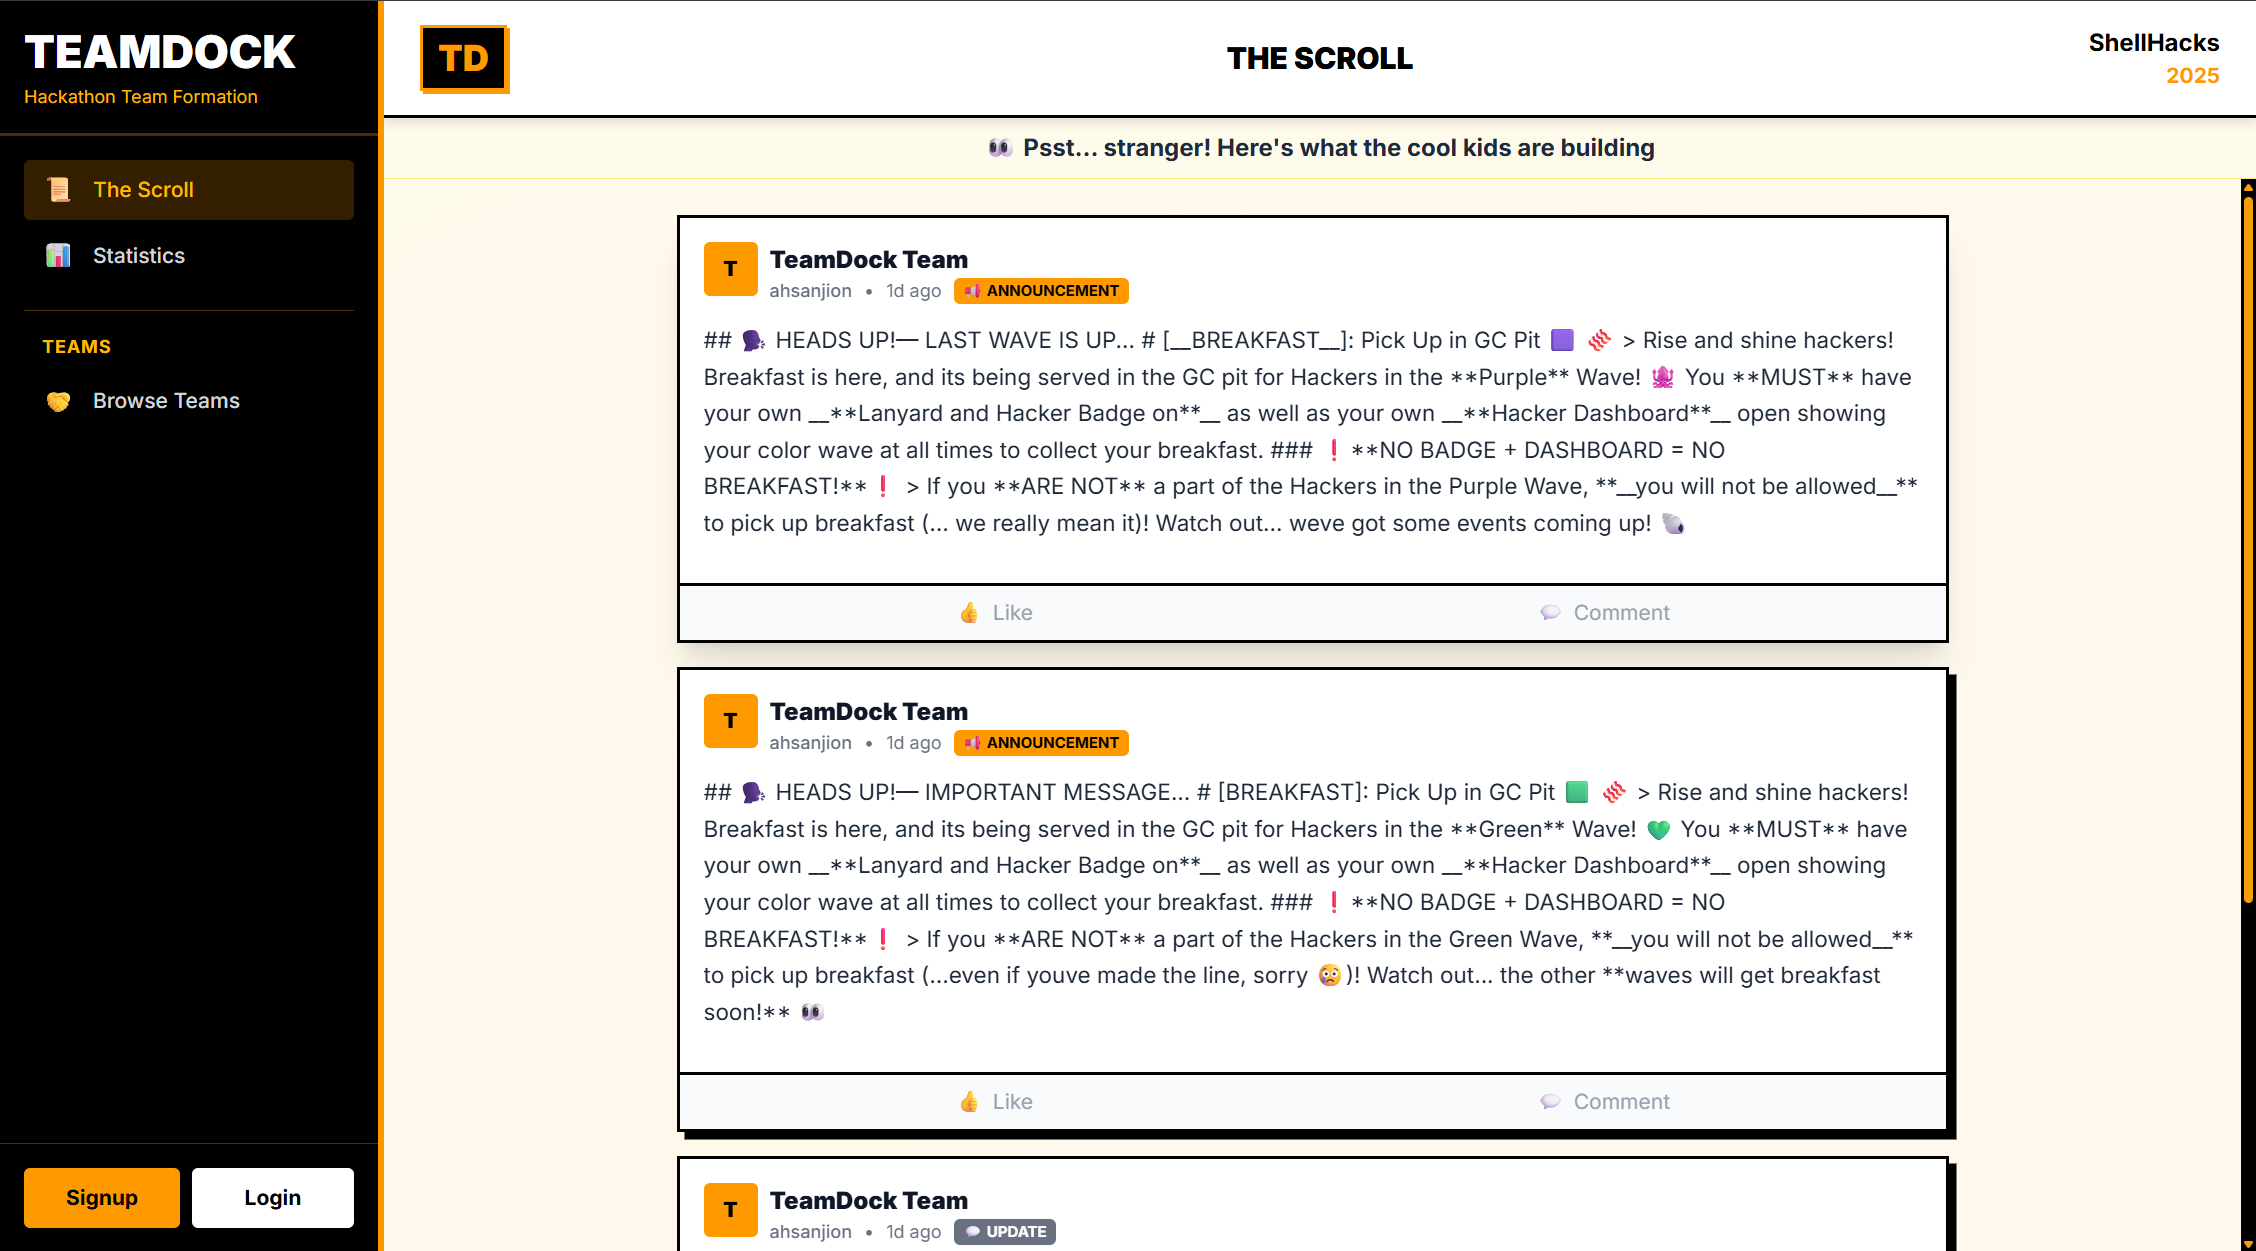 TEAMDOCK
Hackathon Team Formation
📜 The Scroll
📊 Statistics
TEAMS
🤝 Browse Teams
Signup
Login
TD
THE SCROLL
ShellHacks
2025
👀 Psst... stranger! Here's what the cool kids are building
T
TeamDock Team
ahsanjion • 1d ago 📢 ANNOUNCEMENT
## 🗣️ HEADS UP!— LAST WAVE IS UP... # [__BREAKFAST__]: Pick Up in GC Pit 🟪 🥓 > Rise and shine hackers!
Breakfast is here, and its being served in the GC pit for Hackers in the **Purple** Wave! 🐙 You **MUST** have
your own __**Lanyard and Hacker Badge on**__ as well as your own __**Hacker Dashboard**__ open showing
your color wave at all times to collect your breakfast. ### ❗ **NO BADGE + DASHBOARD = NO
BREAKFAST!** ❗ > If you **ARE NOT** a part of the Hackers in the Purple Wave, **__you will not be allowed__**
to pick up breakfast (... we really mean it)! Watch out... weve got some events coming up! 🐚
👍 Like
💬 Comment
T
TeamDock Team
ahsanjion • 1d ago 📢 ANNOUNCEMENT
## 🗣️ HEADS UP!— IMPORTANT MESSAGE... # [BREAKFAST]: Pick Up in GC Pit 🟩 🥓 > Rise and shine hackers!
Breakfast is here, and its being served in the GC pit for Hackers in the **Green** Wave! 💚 You **MUST** have
your own __**Lanyard and Hacker Badge on**__ as well as your own __**Hacker Dashboard**__ open showing
your color wave at all times to collect your breakfast. ### ❗ **NO BADGE + DASHBOARD = NO
BREAKFAST!** ❗ > If you **ARE NOT** a part of the Hackers in the Green Wave, **__you will not be allowed__**
to pick up breakfast (...even if youve made the line, sorry 😢)! Watch out... the other **waves will get breakfast
soon!** 👀
👍 Like
💬 Comment
T
TeamDock Team
ahsanjion • 1d ago 💬 UPDATE